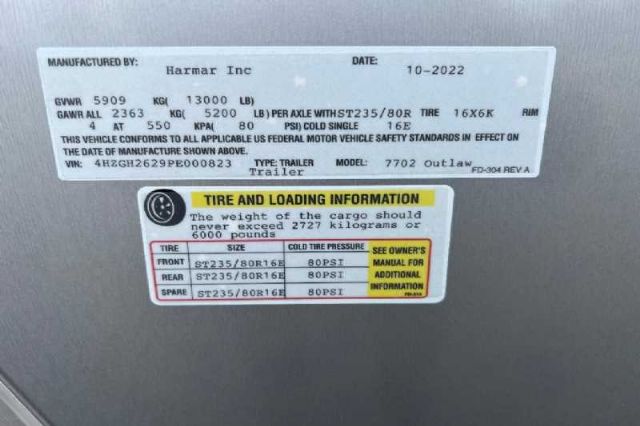 MANUFACTURED BY: Harmar Inc DATE: 10-2022
GVWR 5909 KG( 13000 LB)
GAWR ALL 2363 KG( 5200 LB) PER AXLE WITH ST235/80R TIRE 16X6K RIM
4 AT 550 KPA( 80 PSI) COLD SINGLE 16E
THIS VEHICLE CONFORMS TO ALL APPLICABLE US FEDERAL MOTOR VEHICLE SAFETY STANDARDS IN EFFECT ON
THE DATE OF MANUFACTURE SHOWN ABOVE.
VIN: 4HZGH2629PE000823 TYPE: TRAILER MODEL: 7702 Outlaw
Trailer FD-304 REV A
TIRE AND LOADING INFORMATION
The weight of the cargo should
never exceed 2727 kilograms or
6000 pounds
TIRE SIZE COLD TIRE PRESSURE
FRONT ST235/80R16E 80PSI
REAR ST235/80R16E 80PSI
SPARE ST235/80R16E 80PSI
SEE OWNER'S
MANUAL FOR
ADDITIONAL
INFORMATION